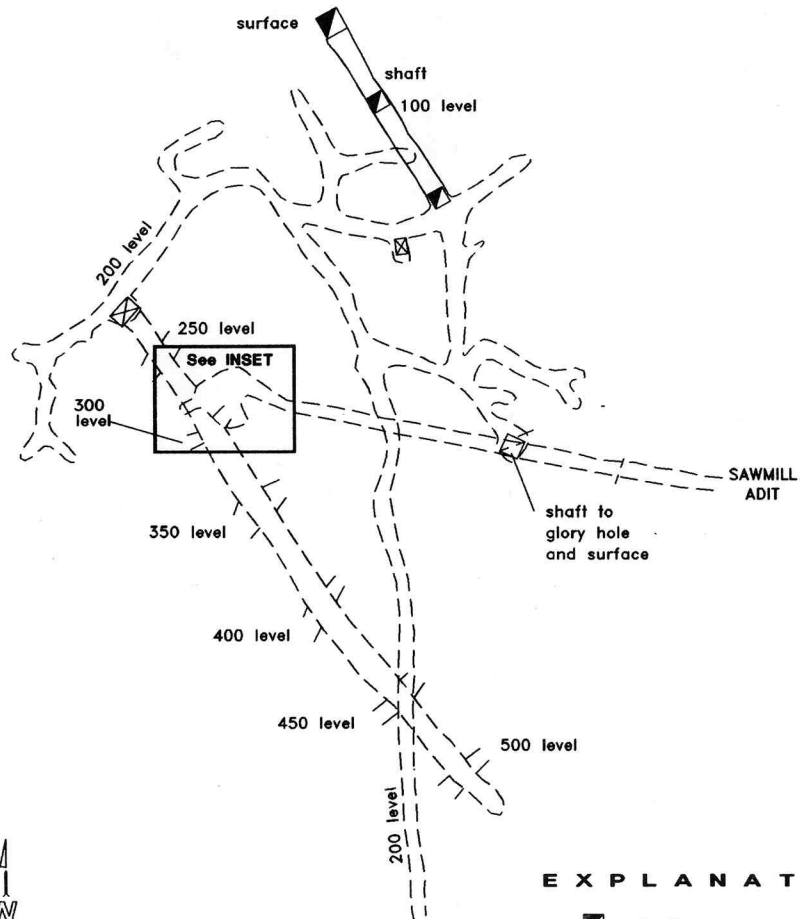 surface
shaft
100 level
200 level
250 level
See INSET
300
level
SAWMILL
ADIT
shaft to
glory hole
and surface
350 level
400 level
450 level
500 level
200 level
EXPLANAT
N